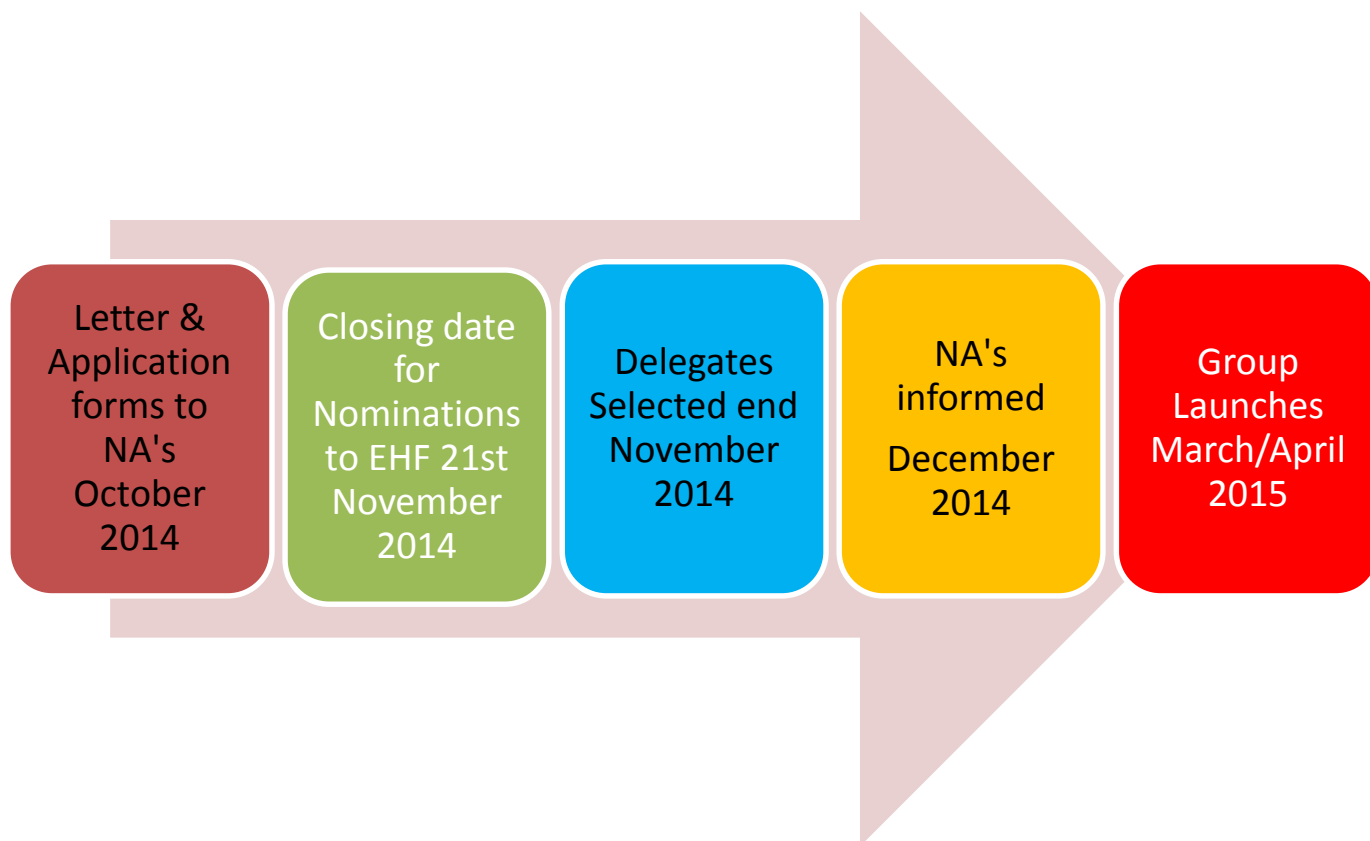 Letter &
Application
forms to
NA's
October
2014
Closing date
for
Nominations
to EHF 21st
November
2014
Delegates
Selected end
November
2014
NA's
informed
December
2014
Group
Launches
March/April
2015